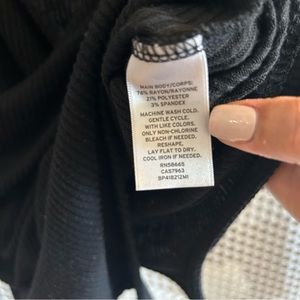 MAIN BODY/CORPS:
76% RAYON/RAYONNE
21% POLYESTER
3% SPANDEX
MACHINE WASH COLD.
GENTLE CYCLE.
WITH LIKE COLORS.
ONLY NON-CHLORINE
BLEACH IF NEEDED.
RESHAPE,
LAY FLAT TO DRY.
COOL IRON IF NEEDED.
RN58665
CA57963
BP418212MI